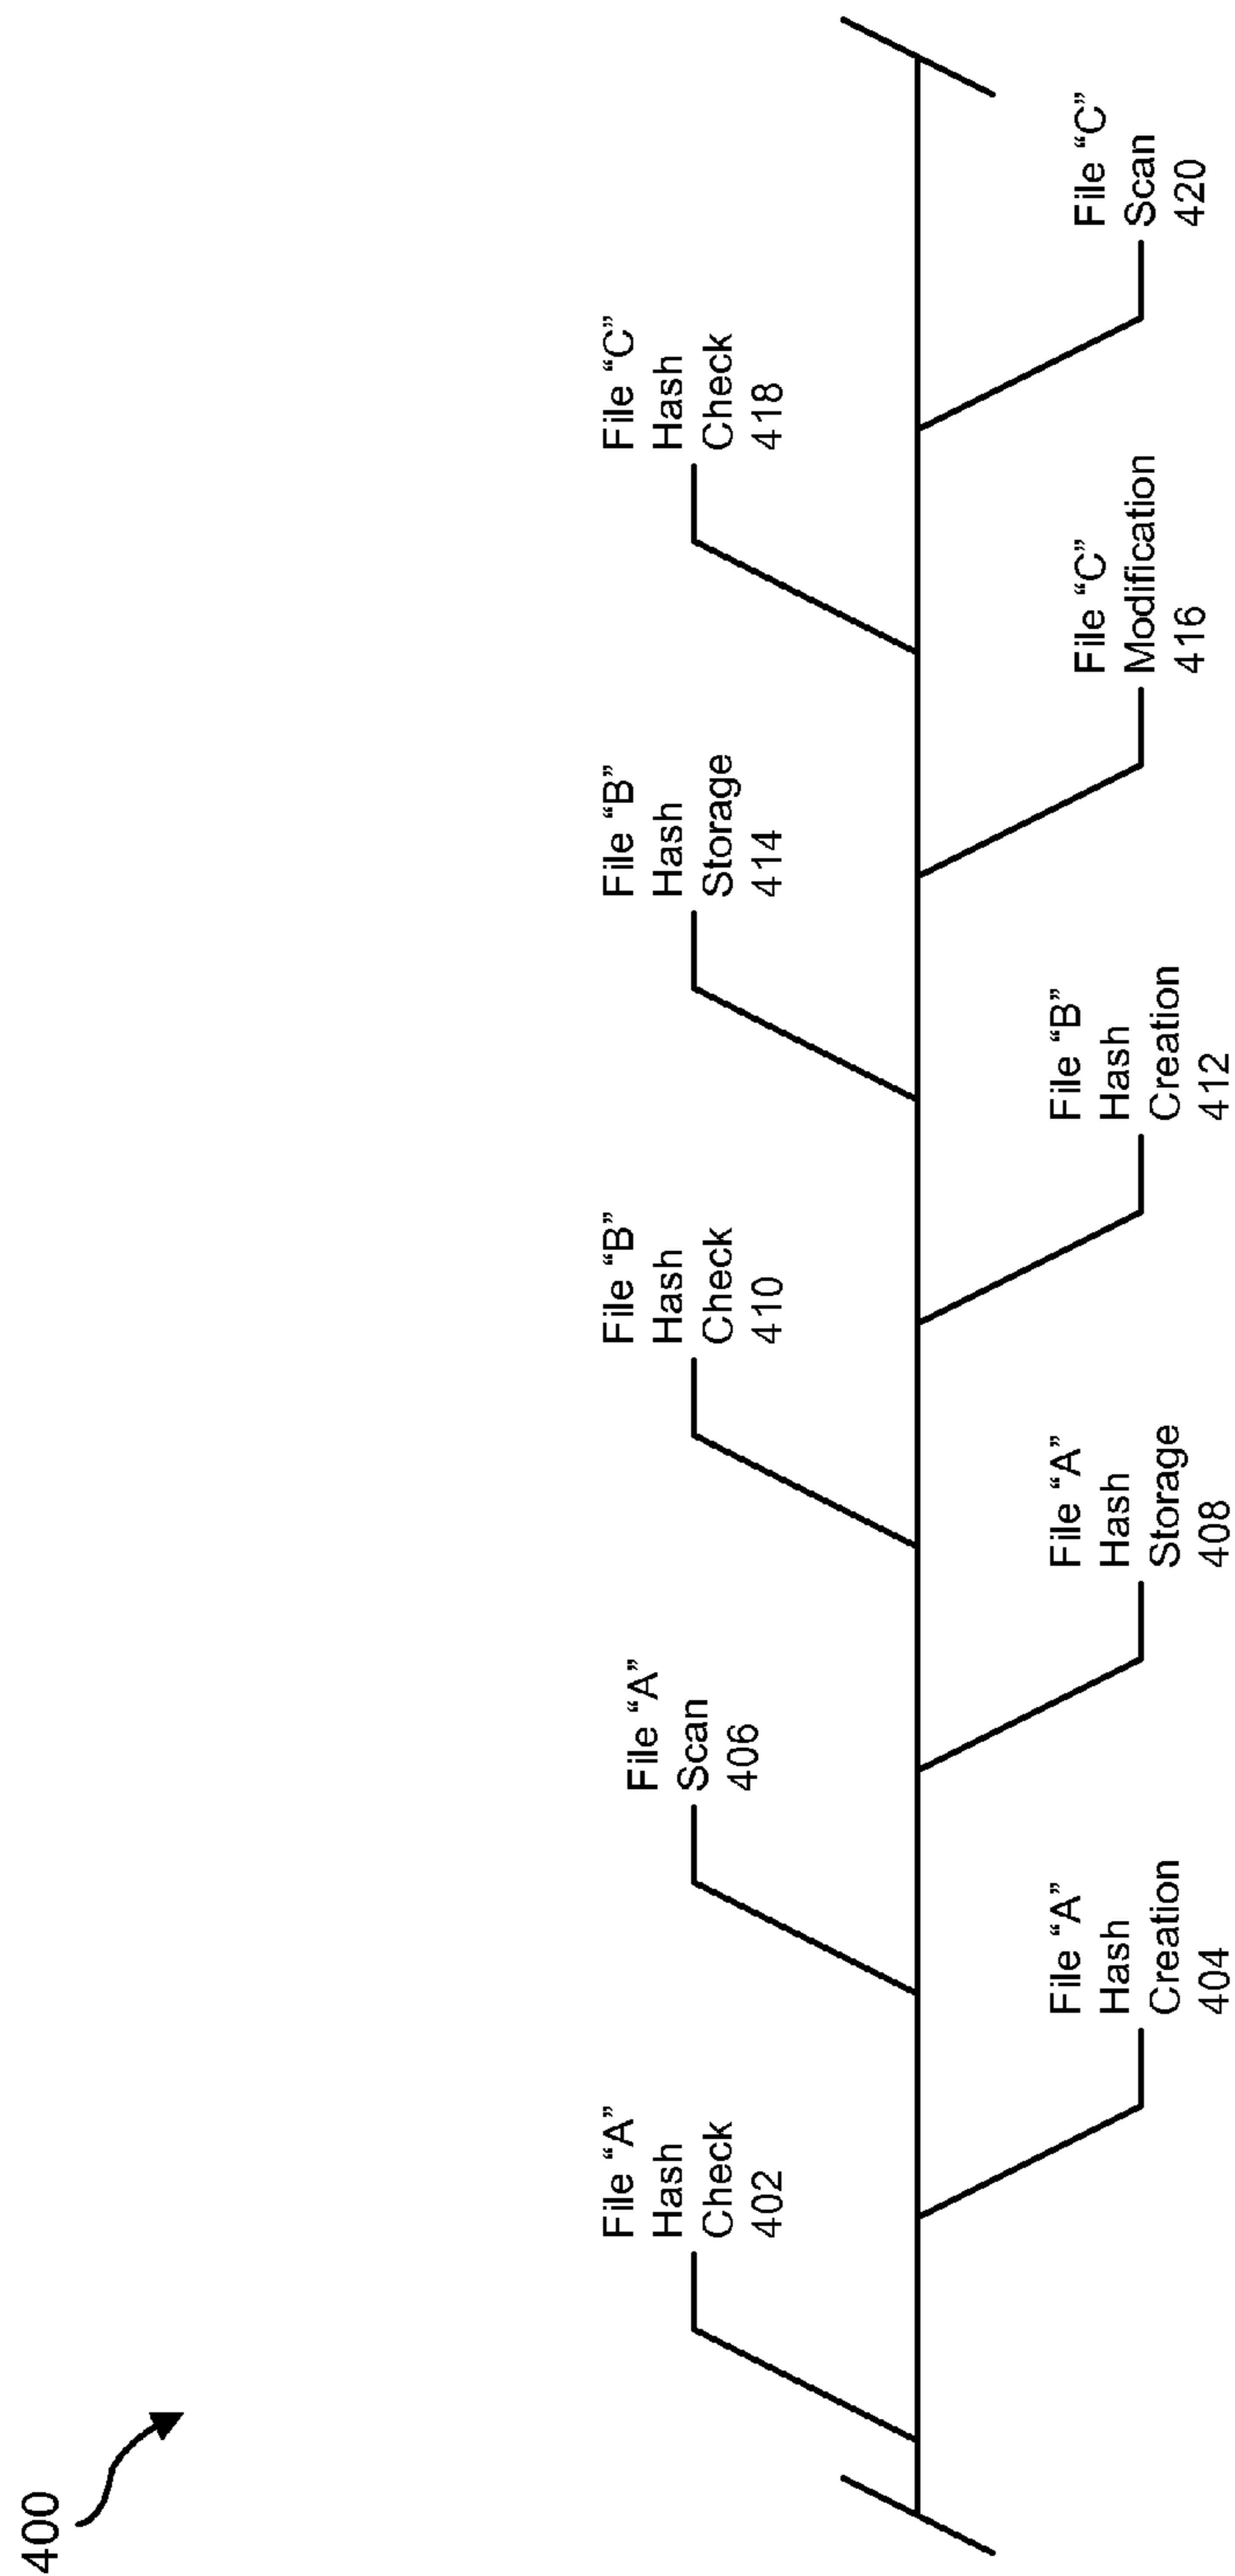 400
File “A”
Hash
Check
402
File “A”
Scan
406
File “B”
Hash
Check
410
File “B”
Hash
Storage
414
File “C”
Hash
Check
418
File “A”
Hash
Creation
404
File “A”
Hash
Storage
408
File “B”
Hash
Creation
412
File “C”
Modification
416
File “C”
Scan
420